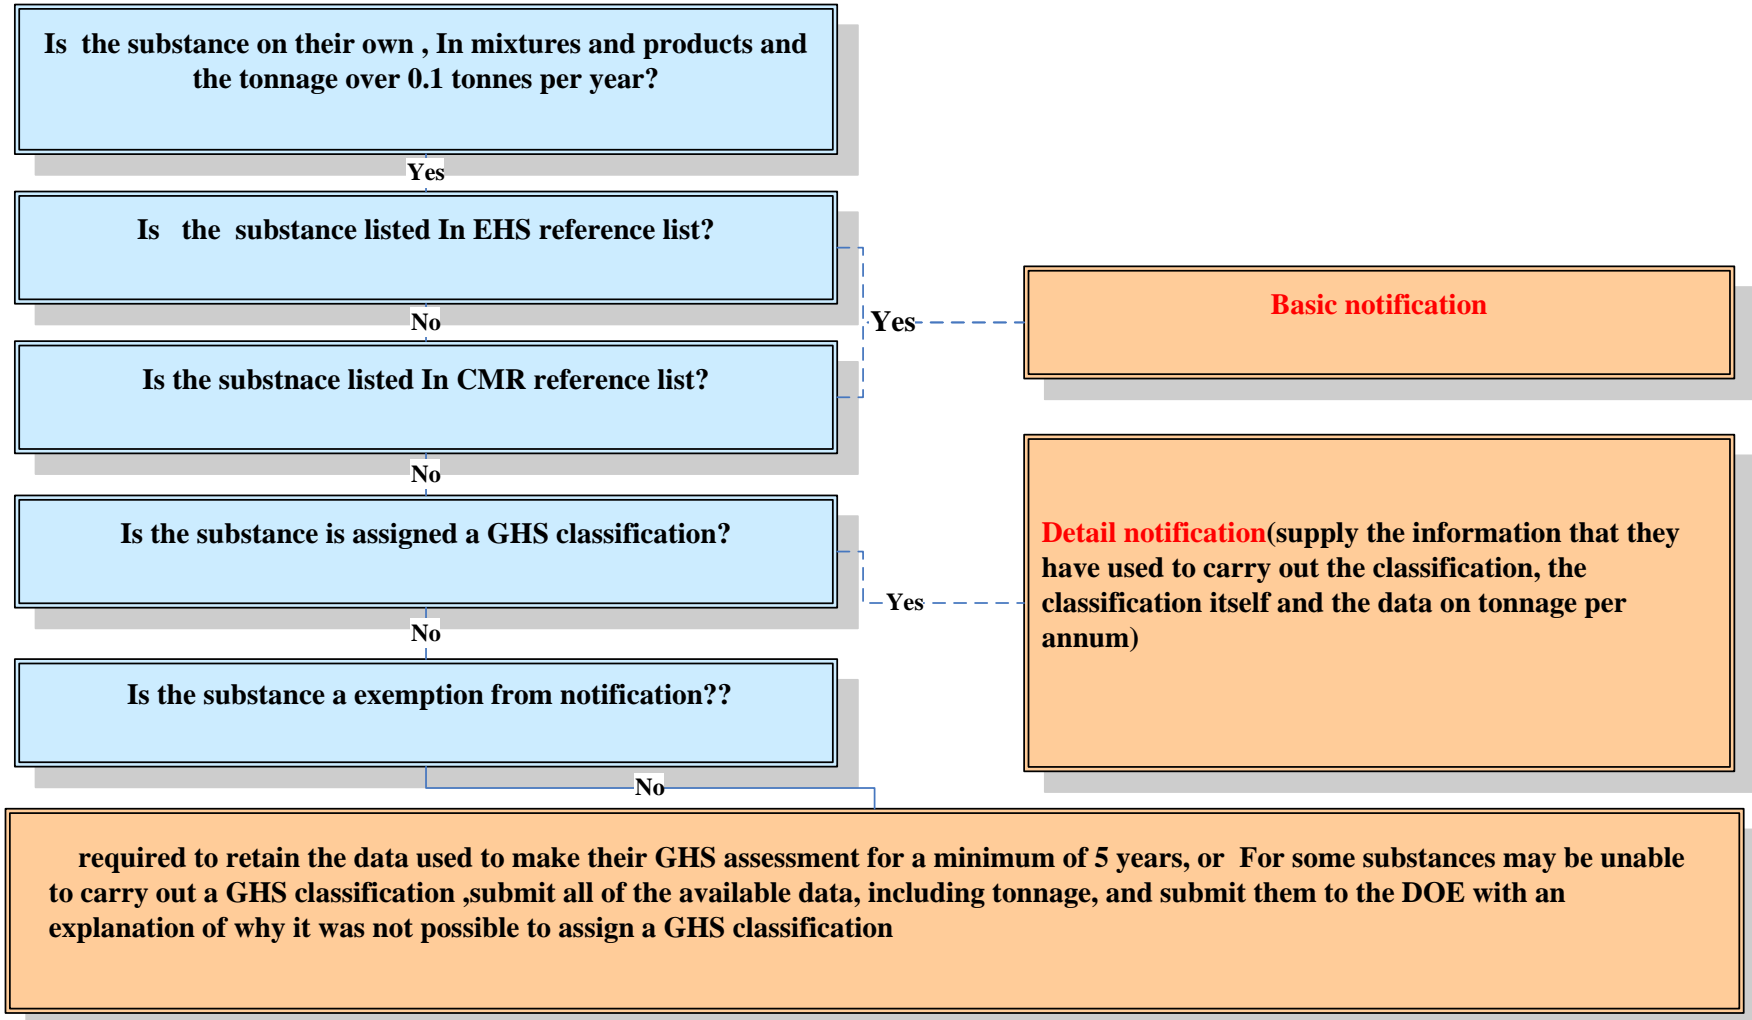 Is the substance on their own , In mixtures and products and
the tonnage over 0.1 tonnes per year?
Yes
Is the substance listed In EHS reference list?
No
Yes
Basic notification
Is the substnace listed In CMR reference list?
No
Is the substance is assigned a GHS classification?
Yes
Detail notification(supply the information that they
have used to carry out the classification, the
classification itself and the data on tonnage per
annum)
No
Is the substance a exemption from notification??
No
required to retain the data used to make their GHS assessment for a minimum of 5 years, or For some substances may be unable
to carry out a GHS classification ,submit all of the available data, including tonnage, and submit them to the DOE with an
explanation of why it was not possible to assign a GHS classification